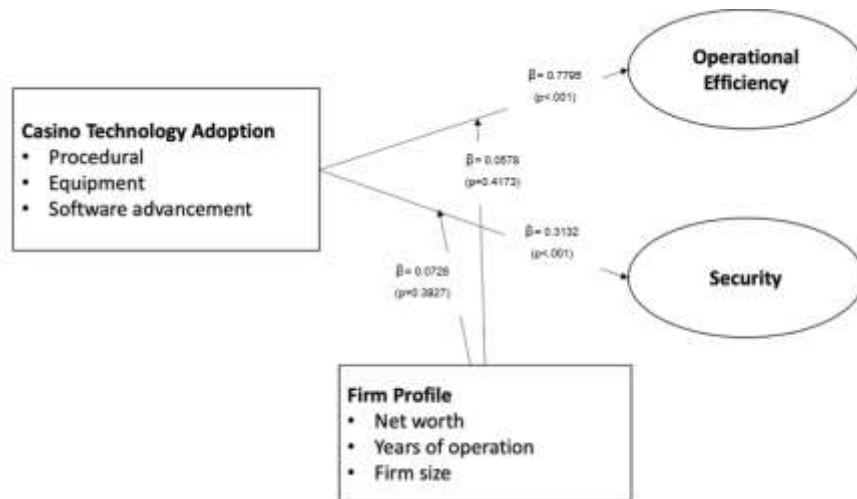 Operational
Efficiency
β= 0.7795
(p<.001)
Casino Technology Adoption
• Procedural
• Equipment
• Software advancement
β= 0.0578
(p=0.4173)
β= 0.3132
(p<.001)
β= 0.0726
(p=0.3927)
Security
Firm Profile
• Net worth
• Years of operation
• Firm size